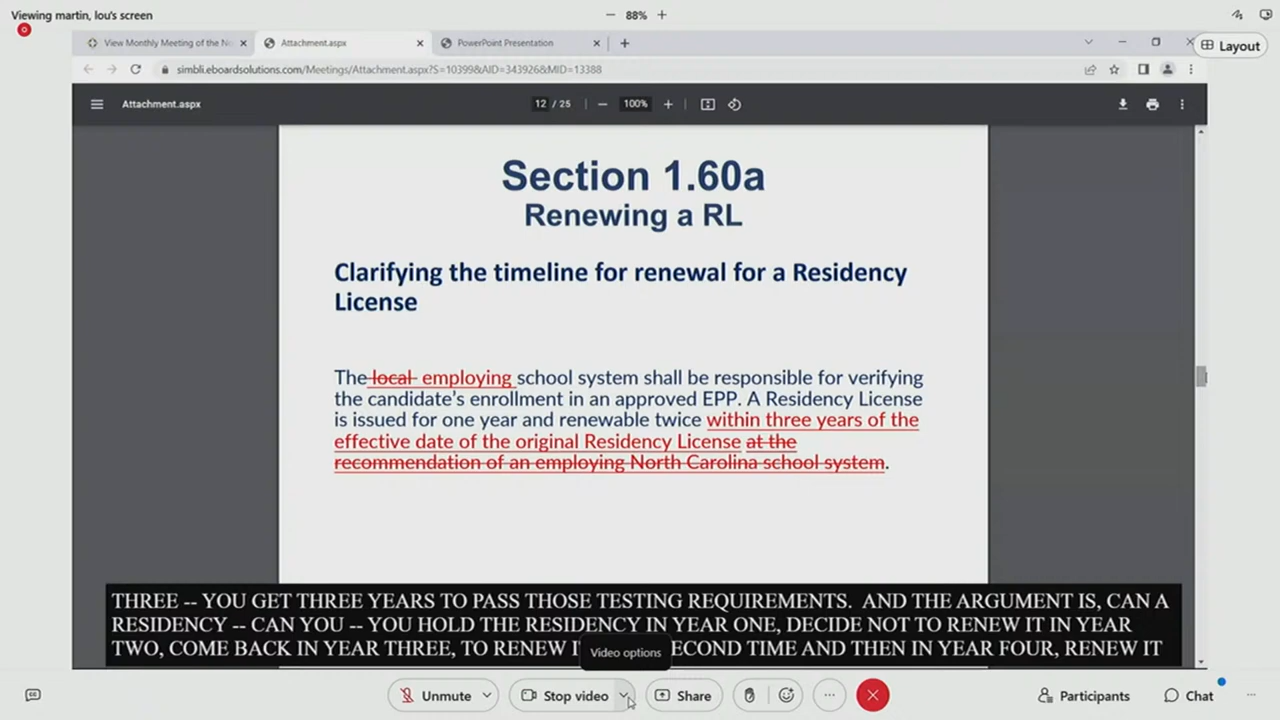 Viewing martin, lou's screen
88%
View Monthly Meeting of the No
Attachment.aspx
PowerPoint Presentation
Layout
simbli.eboardsolutions.com/Meetings/Attachment.aspx?S=10399&AID=343926&MID=13388
Attachment.aspx
12 / 25
100%
Section 1.60a
Renewing a RL
Clarifying the timeline for renewal for a Residency
License
The local employing school system shall be responsible for verifying
the candidate's enrollment in an approved EPP. A Residency License
is issued for one year and renewable twice within three years of the
effective date of the original Residency License at the
recommendation of an employing North Carolina school system.
THREE -- YOU GET THREE YEARS TO PASS THOSE TESTING REQUIREMENTS. AND THE ARGUMENT IS, CAN A
RESIDENCY -- CAN YOU -- YOU HOLD THE RESIDENCY IN YEAR ONE, DECIDE NOT TO RENEW IT IN YEAR
TWO, COME BACK IN YEAR THREE, TO RENEW ECOND TIME AND THEN IN YEAR FOUR, RENEW IT
Video options
Unmute
Stop video
Share
Participants
Chat